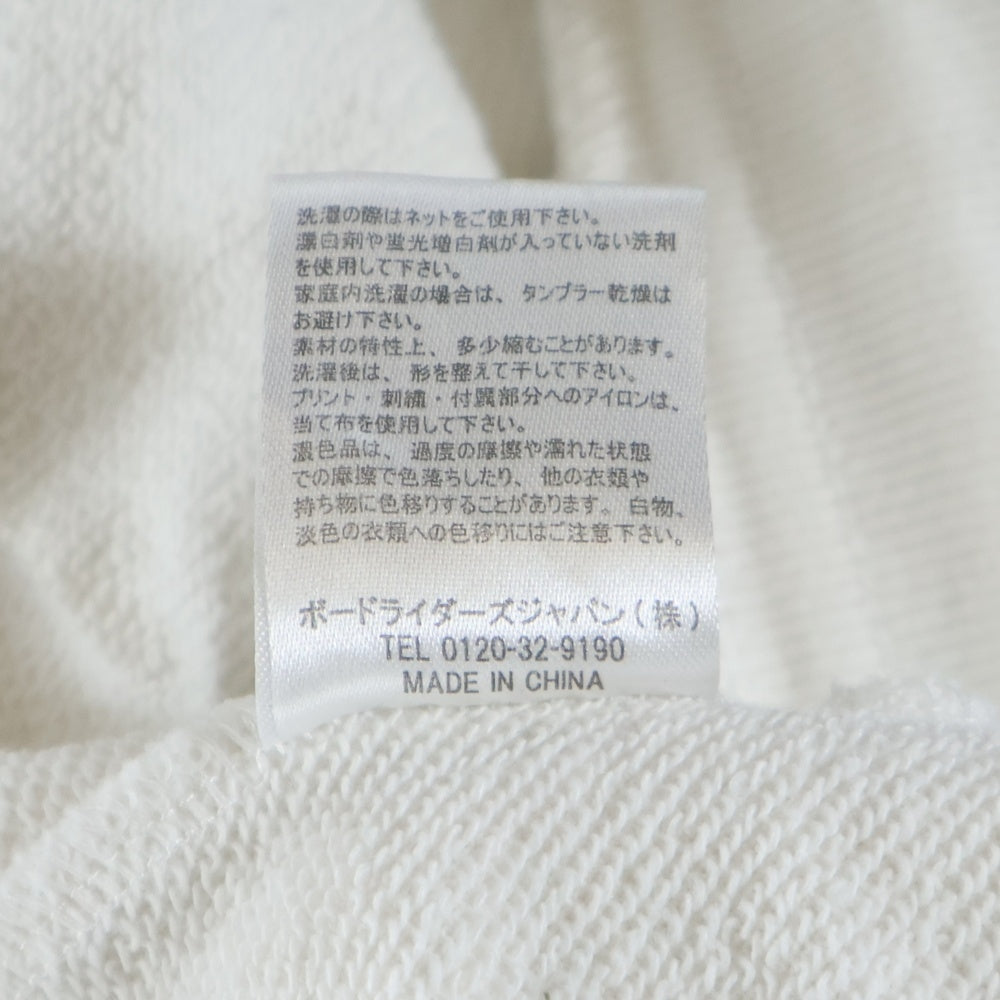 洗濯の際はネットをご使用下さい。
漂白剤や蛍光増白剤が入っていない洗剤
を使用して下さい。
家庭内洗濯の場合は、タンブラー乾燥は
お避け下さい。
素材の特性上、多少縮むことがあります。
洗濯後は、形を整えて干して下さい。
プリント・刺繍・付属部分へのアイロンは、
当て布を使用して下さい。
濃色品は、過度の摩擦や濡れた状態
での摩擦で色落ちしたり、他の衣類や
持ち物に色移りすることがあります。白物、
淡色の衣類への色移りにはご注意下さい。
ボードライダーズジャパン(株)
TEL 0120-32-9190
MADE IN CHINA